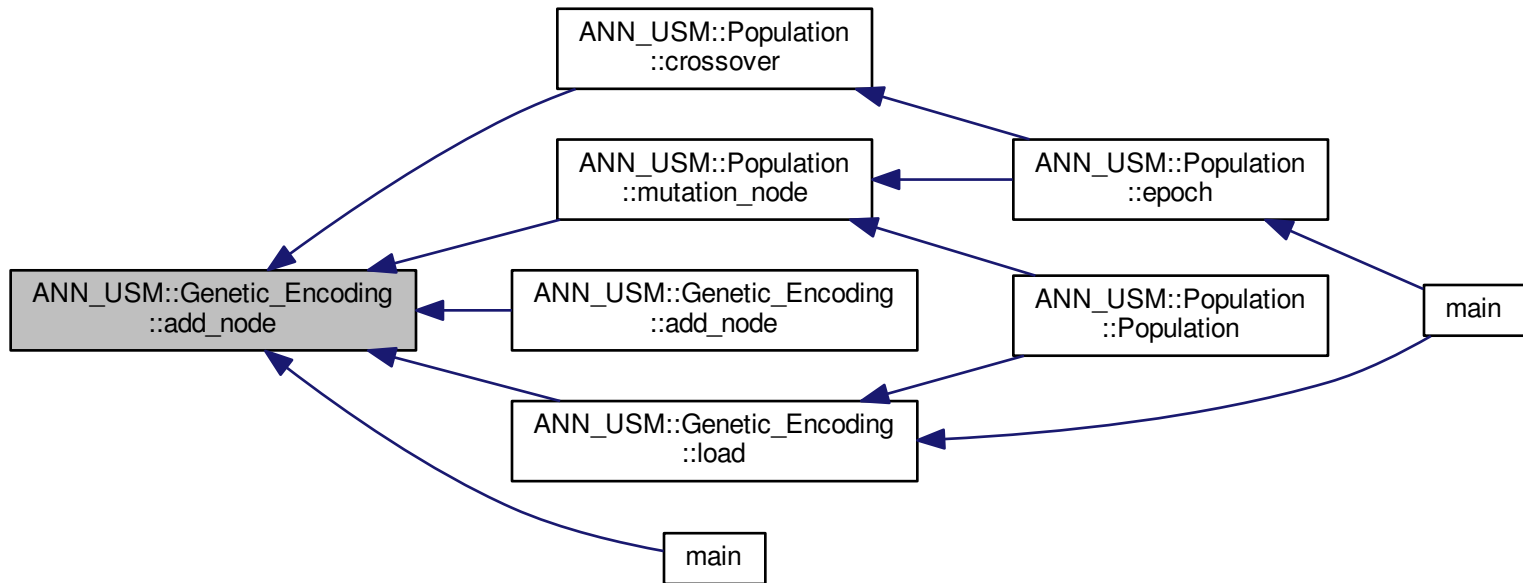 ANN_USM::Population
::crossover
ANN_USM::Population
::mutation_node
ANN_USM::Population
::epoch
ANN_USM::Genetic_Encoding
::add_node
ANN_USM::Genetic_Encoding
::add_node
ANN_USM::Population
::Population
main
ANN_USM::Genetic_Encoding
::load
main